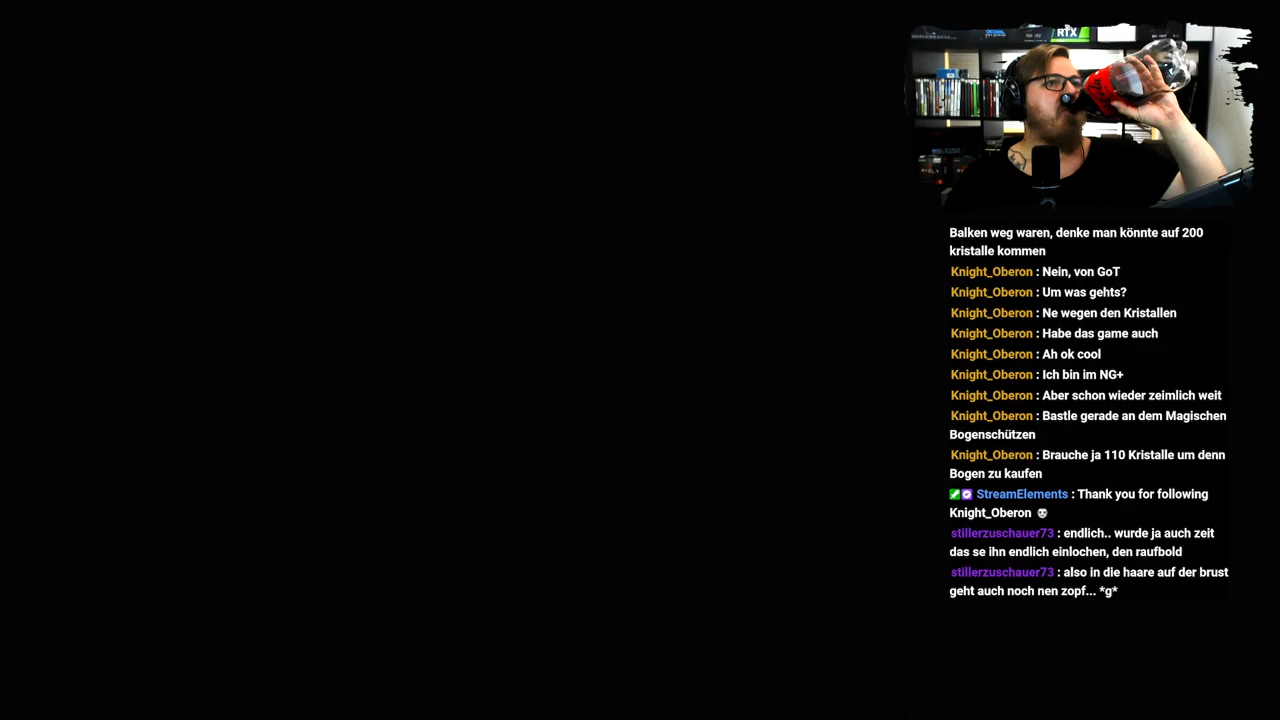 RTX
Balken weg waren, denke man könnte auf 200
kristalle kommen
Knight_Oberon : Nein, von GoT
Knight_Oberon : Um was gehts?
Knight_Oberon : Ne wegen den Kristallen
Knight_Oberon : Habe das game auch
Knight_Oberon : Ah ok cool
Knight_Oberon : Ich bin im NG+
Knight_Oberon : Aber schon wieder zeimlich weit
Knight_Oberon : Bastle gerade an dem Magischen
Bogenschützen
Knight_Oberon : Brauche ja 110 Kristalle um denn
Bogen zu kaufen
StreamElements : Thank you for following
Knight_Oberon
stillerzuschauer73 : endlich.. wurde ja auch zeit
das se ihn endlich einlochen, den raufbold
stillerzuschauer73 : also in die haare auf der brust
geht auch noch nen zopf... *g*